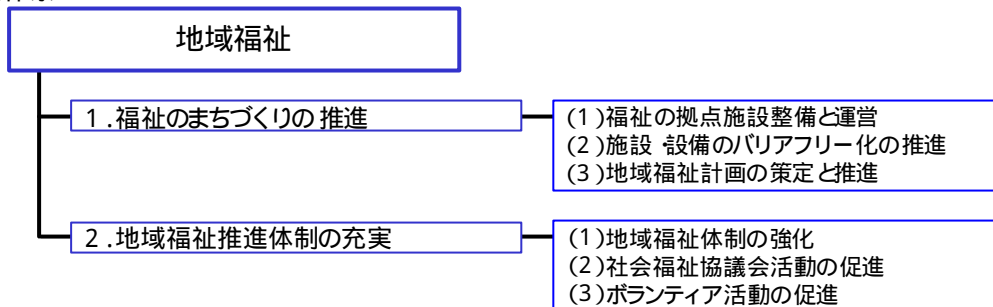 地域福祉
1.福祉のまちづくりの推進
(1)福祉の拠点施設整備と運営
(2)施設・設備のバリアフリー化の推進
(3)地域福祉計画の策定と推進
2.地域福祉推進体制の充実
(1)地域福祉体制の強化
(2)社会福祉協議会活動の促進
(3)ボランティア活動の促進